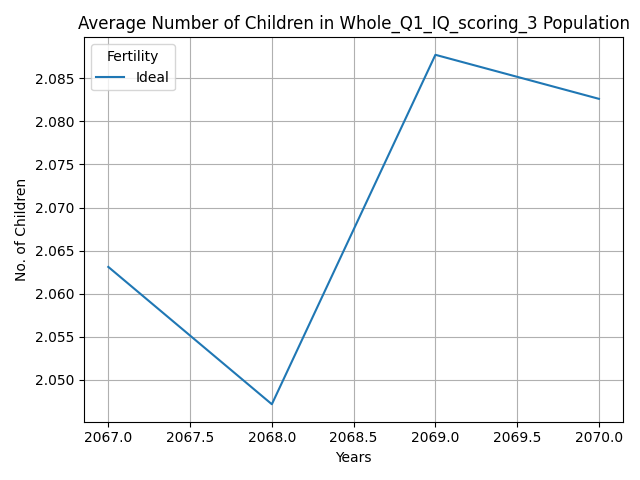 Average Number of Children in Whole_Q1_IQ_scoring_3 Population
Fertility
Ideal
2.085
2.080
2.075
2.070
2.065
2.060
2.055
2.050
No. of Children
2067.0 2067.5 2068.0 2068.5 2069.0 2069.5 2070.0
Years